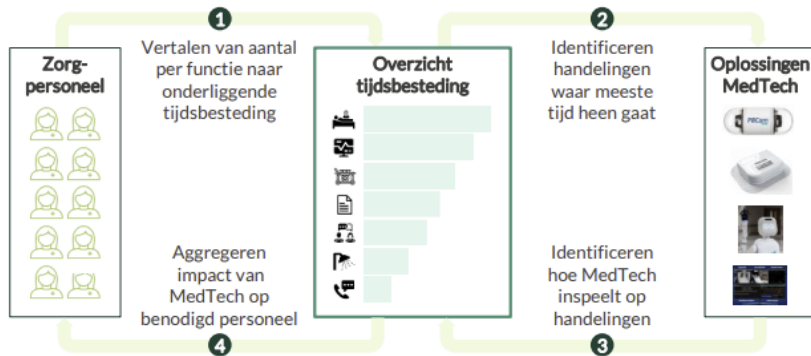 1
2
Zorg-
personeel
Vertalen van aantal
per functie naar
onderliggende
tijdsbesteding
Overzicht
tijdsbesteding
Identificeren
handelingen
waar meeste
tijd heen gaat
Oplossingen
MedTech
Aggregeren
impact van
MedTech op
benodigd personeel
Identificeren
hoe MedTech
inspeelt op
handelingen
4
3